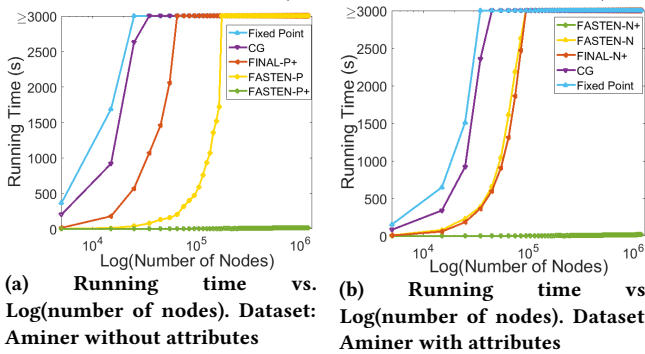 ≥3000
2500
2000
1500
1000
500
0
Running Time (s)
Fixed Point
CG
FINAL-P+
FASTEN-P
FASTEN-P+
10^4
10^5
10^6
Log(Number of Nodes)
(a) Running time vs.
Log(number of nodes). Dataset:
Aminer without attributes
≥3000
2500
2000
1500
1000
500
0
Running Time (s)
FASTEN-N+
FASTEN-N
FINAL-N+
CG
Fixed Point
10^4
10^5
10^6
Log(Number of Nodes)
(b) Running time vs
Log(number of nodes). Dataset
Aminer with attributes